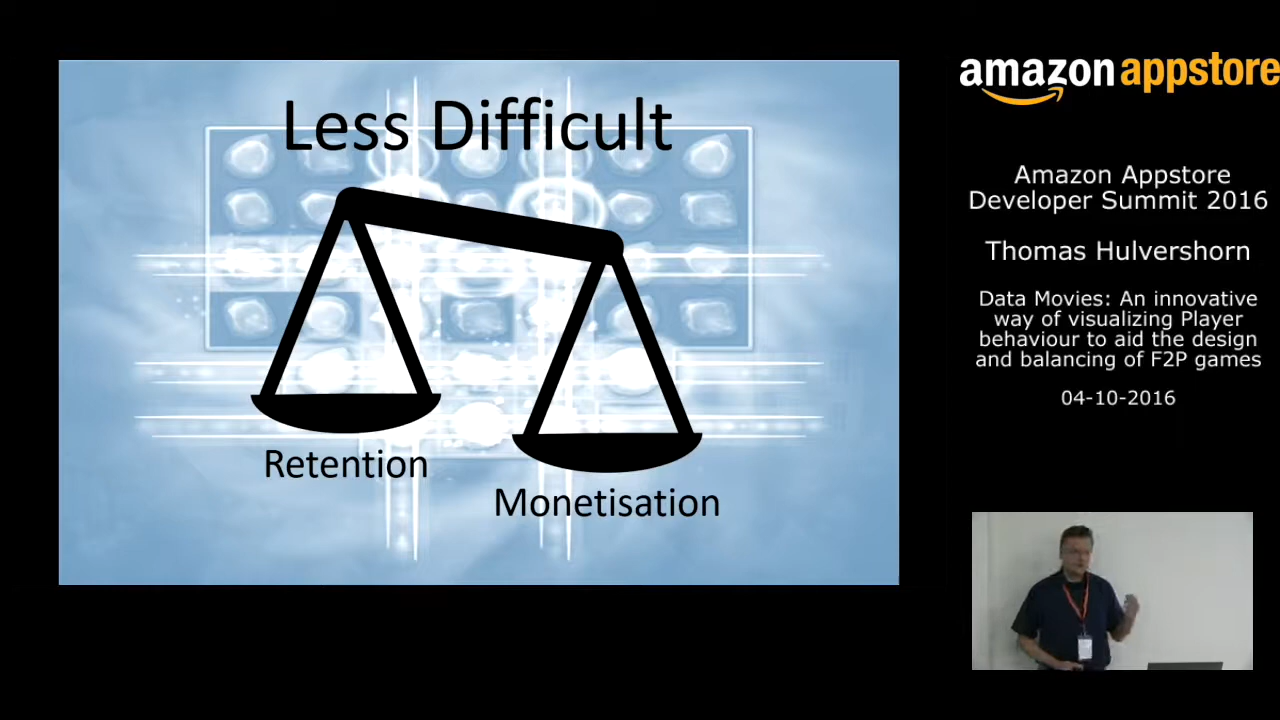 Less Difficult
Retention
Monetisation
amazon appstore
Amazon Appstore
Developer Summit 2016
Thomas Hulvershorn
Data Movies: An innovative
way of visualizing Player
behaviour to aid the design
and balancing of F2P games
04-10-2016